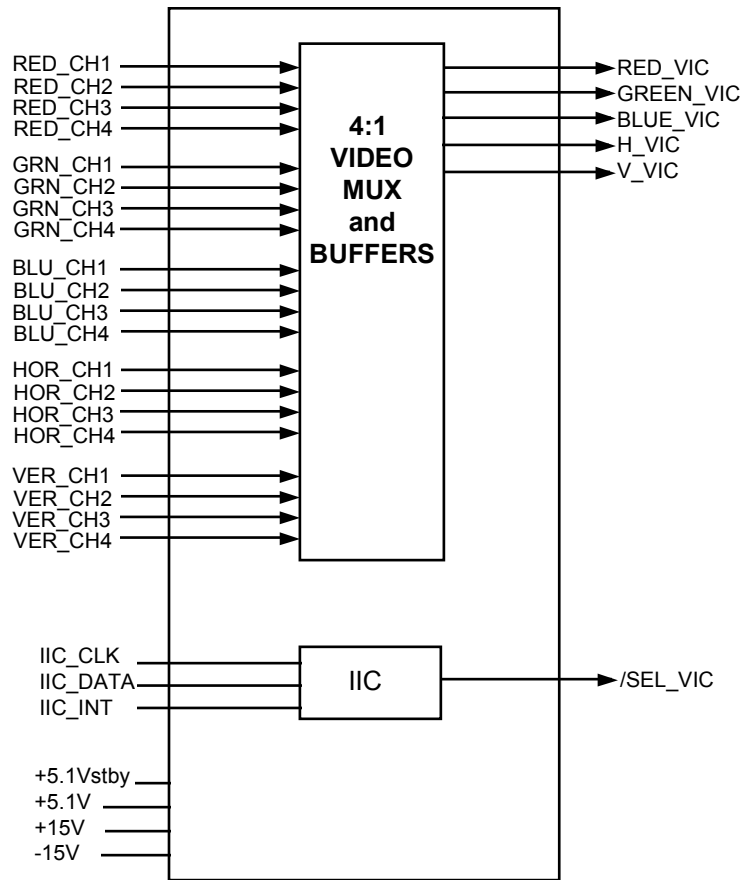 RED_CH1
RED_CH2
RED_CH3
RED_CH4
GRN_CH1
GRN_CH2
GRN_CH3
GRN_CH4
BLU_CH1
BLU_CH2
BLU_CH3
BLU_CH4
HOR_CH1
HOR_CH2
HOR_CH3
HOR_CH4
VER_CH1
VER_CH2
VER_CH3
VER_CH4
4:1
VIDEO
MUX
and
BUFFERS
RED_VIC
GREEN_VIC
BLUE_VIC
H_VIC
V_VIC
IIC_CLK
IIC_DATA
IIC_INT
IIC
/SEL_VIC
+5.1Vstby
+5.1V
+15V
-15V